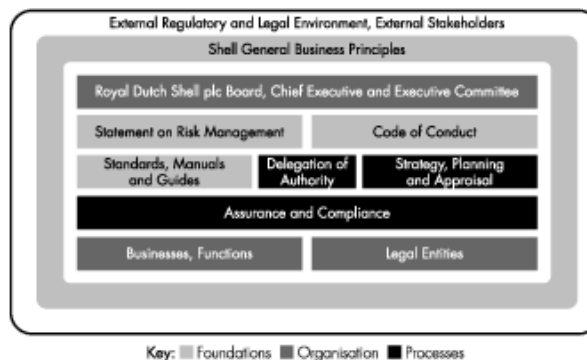 External Regulatory and Legal Environment, External Stakeholders
Shell General Business Principles
Royal Dutch Shell plc Board, Chief Executive and Executive Committee
Statement on Risk Management
Code of Conduct
Standards, Manuals
and Guides
Delegation of
Authority
Strategy, Planning
and Appraisal
Assurance and Compliance
Businesses, Functions
Legal Entities
Key: Foundations Organisation Processes